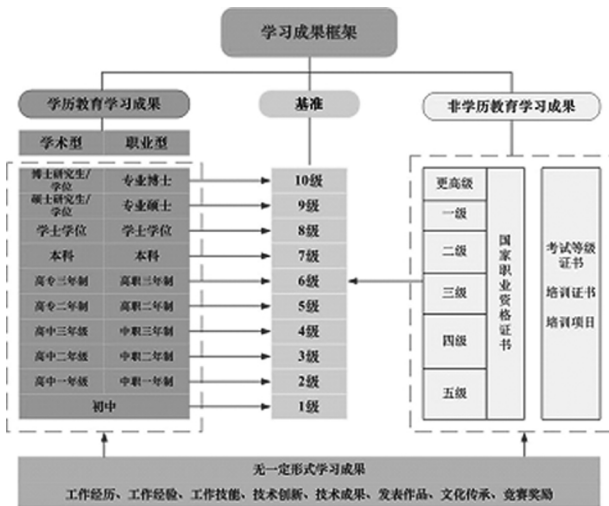 学习成果框架
学历教育学习成果
基准
非学历教育学习成果
学术型
职业型
博士研究生/
学位
专业博士
10级
硕士研究生/
学位
专业硕士
9级
学士学位
学士学位
8级
本科
本科
7级
高专三年制
高职三年制
6级
高专二年制
高职二年制
5级
高中三年级
中职三年制
4级
高中二年级
中职二年制
3级
高中一年级
中职一年制
2级
初中
1级
更高级
一级
二级
三级
四级
五级
国家职业资格证书
考试等级
证书
培训证书
培训项目
无一定形式学习成果
工作经历、工作经验、工作技能、技术创新、技术成果、发表作品、文化传承、竞赛奖励